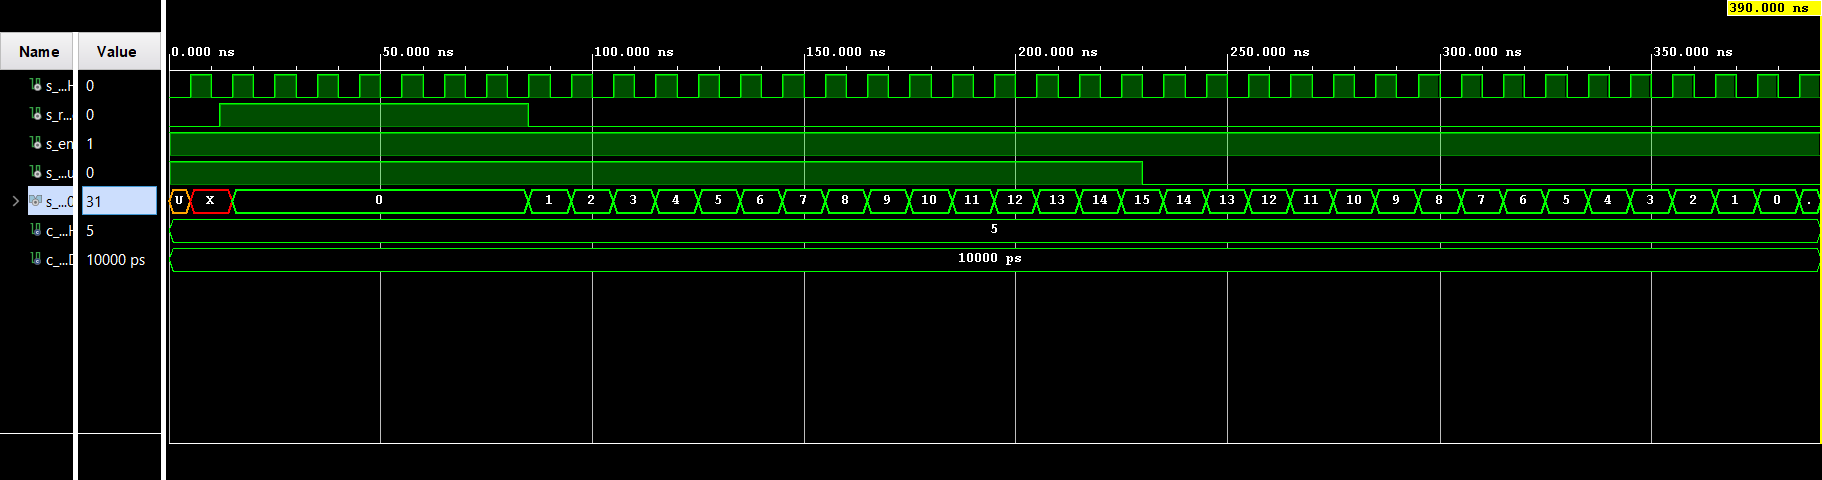 390.000 ns
Name Value
0.000 ns 50.000 ns 100.000 ns 150.000 ns 200.000 ns 250.000 ns 300.000 ns 350.000 ns
s_...H 0
s_r... 0
s_en 1
s_...u 0
s_...0 31 U X 0 1 2 3 4 5 6 7 8 9 10 11 12 13 14 15 14 13 12 11 10 9 8 7 6 5 4 3 2 1 0 .
c_...H 5 5
c_...D 10000 ps 10000 ps